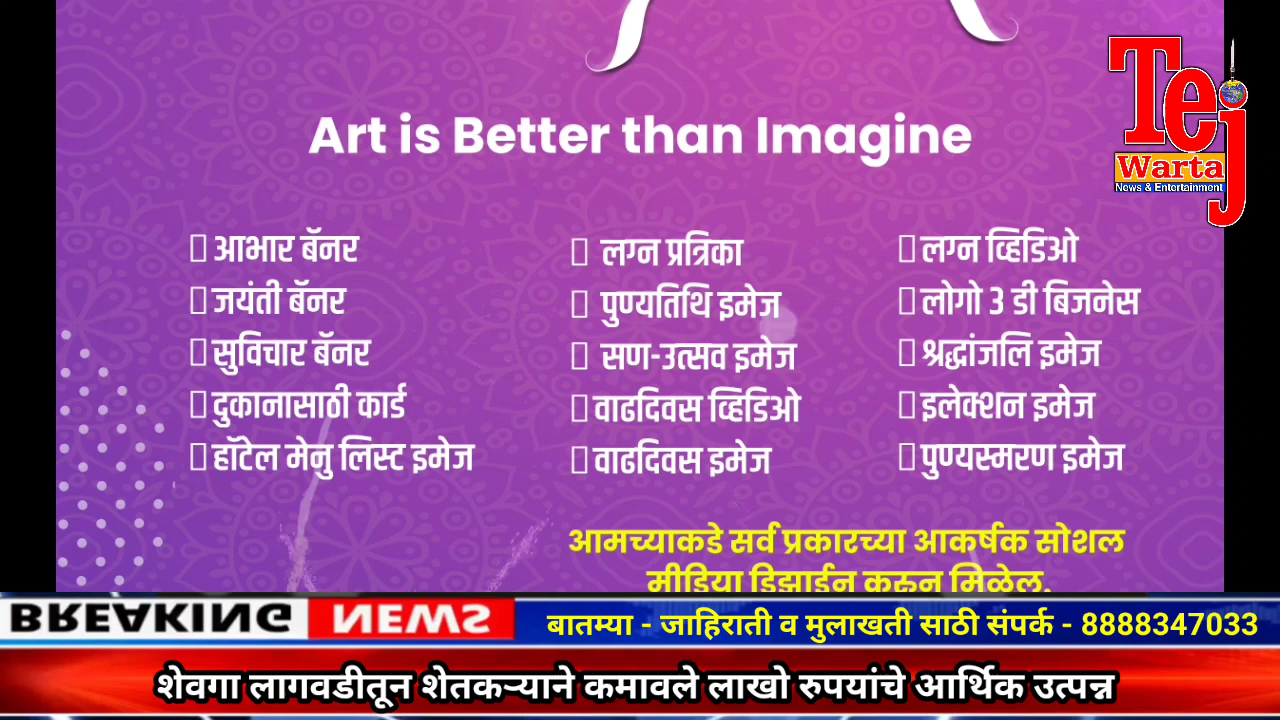 Art is Better than Imagine
Tej
Warta
News & Entertainment
आभार बॅनर
जयंती बॅनर
सुविचार बॅनर
दुकानासाठी कार्ड
हॉटेल मेनु लिस्ट इमेज
लग्न प्रत्रिका
पुण्यतिथि इमेज
सण-उत्सव इमेज
वाढदिवस व्हिडिओ
वाढदिवस इमेज
लग्न व्हिडिओ
लोगो 3 डी बिजनेस
श्रद्धांजलि इमेज
इलेक्शन इमेज
पुण्यस्मरण इमेज
आमच्याकडे सर्व प्रकारच्या आकर्षक सोशल
मीडिया डिझाईन करुन मिळेल.
BREAKING NEWS
बातम्या - जाहिराती व मुलाखती साठी संपर्क - 8888347033
शेवगा लागवडीतून शेतकऱ्याने कमावले लाखो रुपयांचे आर्थिक उत्पन्न